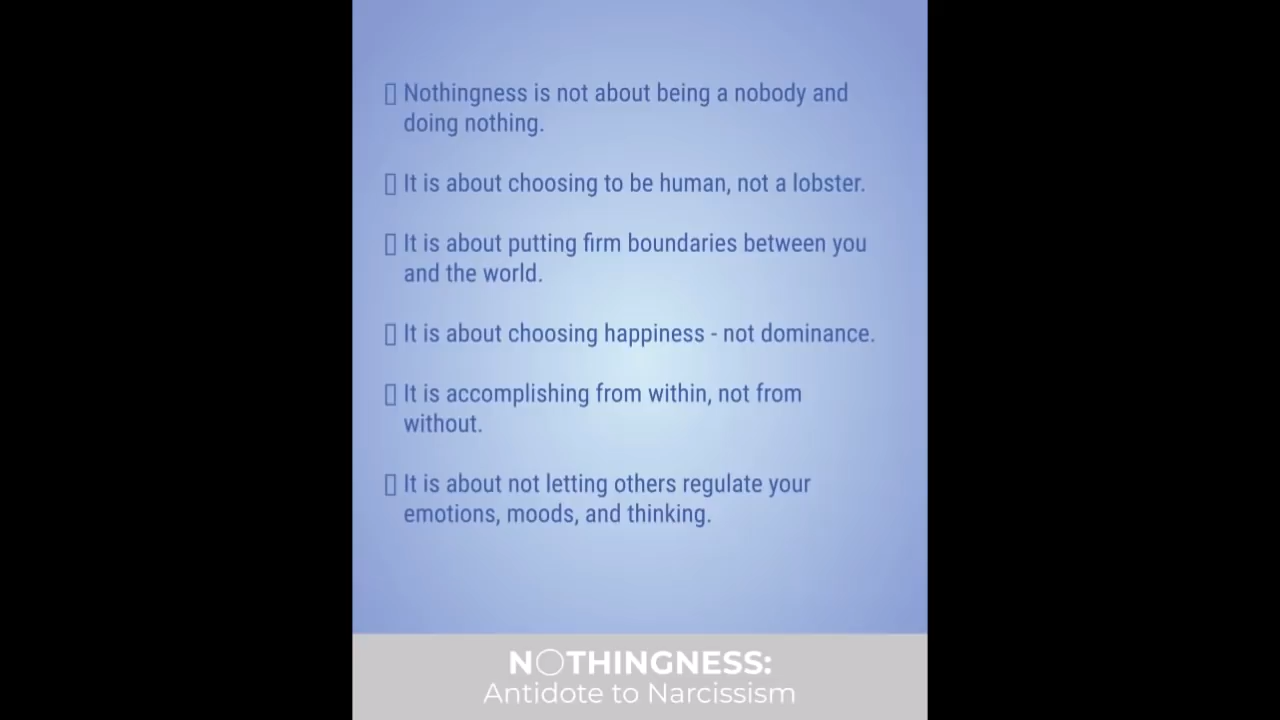 ▯ Nothingness is not about being a nobody and
doing nothing.
▯ It is about choosing to be human, not a lobster.
▯ It is about putting firm boundaries between you
and the world.
▯ It is about choosing happiness - not dominance.
▯ It is accomplishing from within, not from
without.
▯ It is about not letting others regulate your
emotions, moods, and thinking.
NOTHINGNESS:
Antidote to Narcissism